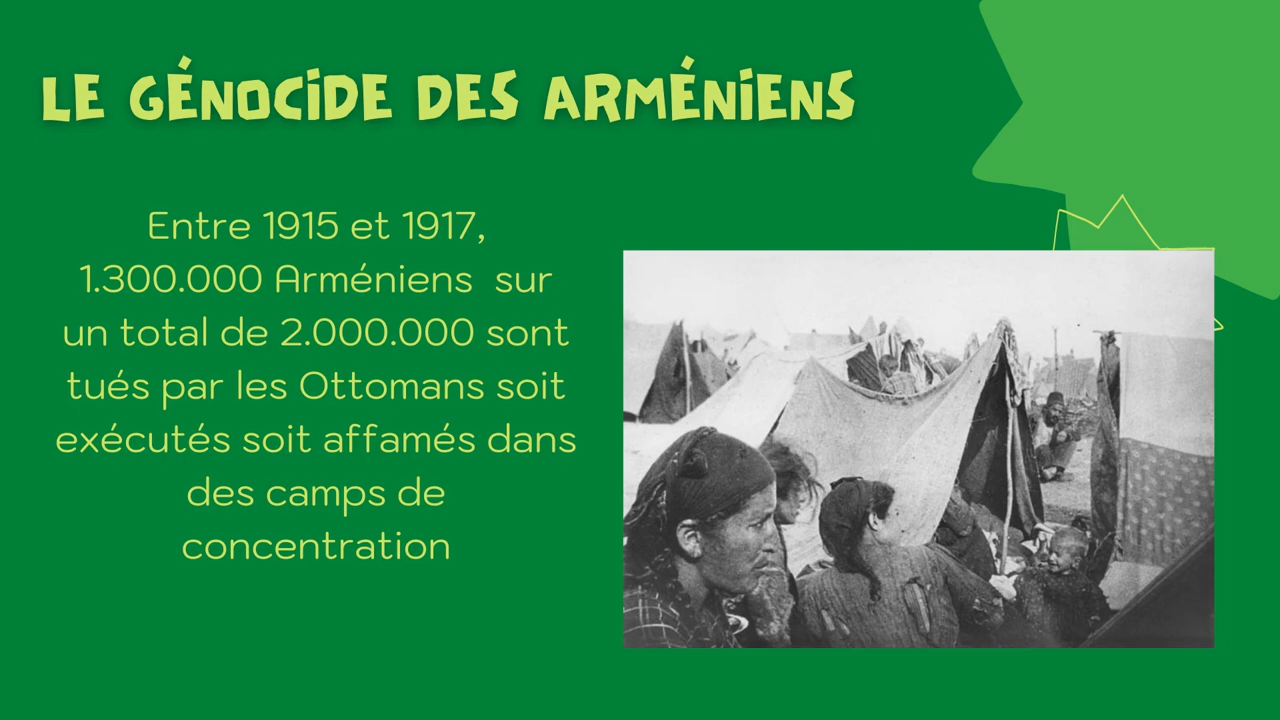 LE GÉNOCIDE DES ARMÉNIENS
Entre 1915 et 1917,
1.300.000 Arméniens  sur
un total de 2.000.000 sont
tués par les Ottomans soit
exécutés soit affamés dans
des camps de
concentration